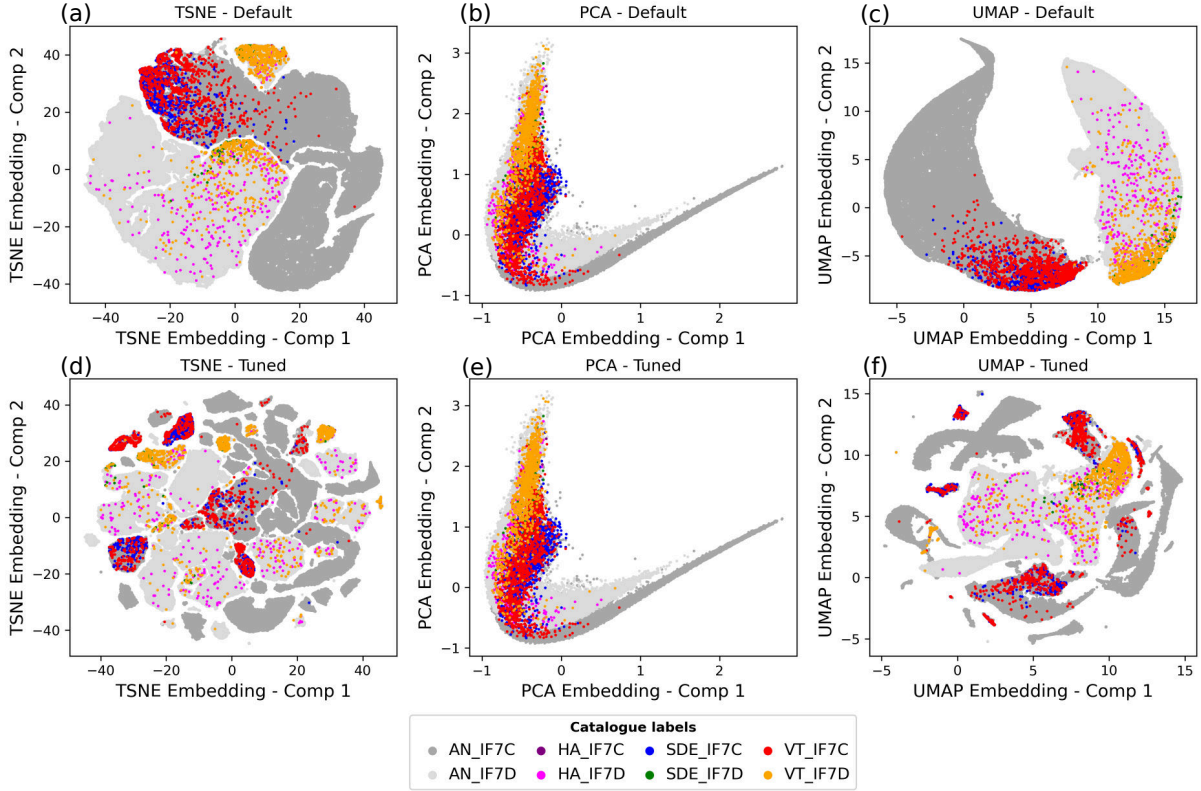 (a) TSNE - Default
TSNE Embedding - Comp 2
40
20
0
−20
−40
−40 −20 0 20 40
TSNE Embedding - Comp 1
(b) PCA - Default
PCA Embedding - Comp 2
3
2
1
0
−1
−1 0 1 2
PCA Embedding - Comp 1
(c) UMAP - Default
UMAP Embedding - Comp 2
15
10
5
0
−5
−5 0 5 10 15
UMAP Embedding - Comp 1
(d) TSNE - Tuned
TSNE Embedding - Comp 2
40
20
0
−20
−40
−40 −20 0 20 40
TSNE Embedding - Comp 1
(e) PCA - Tuned
PCA Embedding - Comp 2
3
2
1
0
−1
−1 0 1 2
PCA Embedding - Comp 1
(f) UMAP - Tuned
UMAP Embedding - Comp 2
15
10
5
0
−5
−5 0 5 10 15
UMAP Embedding - Comp 1
Catalogue labels
AN_IF7C HA_IF7C SDE_IF7C VT_IF7C
AN_IF7D HA_IF7D SDE_IF7D VT_IF7D